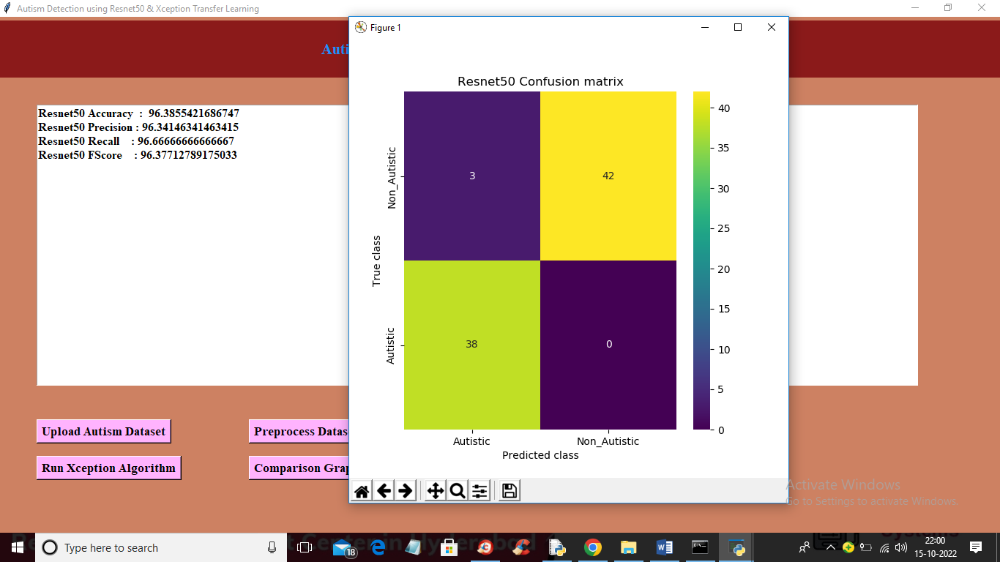 Autism Detection using Resnet50 & Xception Transfer Learning
Figure 1
Auti
Resnet50 Accuracy : 96.3855421686747
Resnet50 Precision : 96.34146341463415
Resnet50 Recall : 96.66666666666667
Resnet50 FScore : 96.37712789175033
Resnet50 Confusion matrix
Non_Autistic
Autistic
True class
3
42
38
0
40
35
30
25
20
15
10
5
0
Autistic
Non_Autistic
Predicted class
Upload Autism Dataset
Preprocess Datas
Run Xception Algorithm
Comparison Grap
Activate Windows
Go to Settings to activate Windows.
Type here to search
18
22:00
15-10-2022